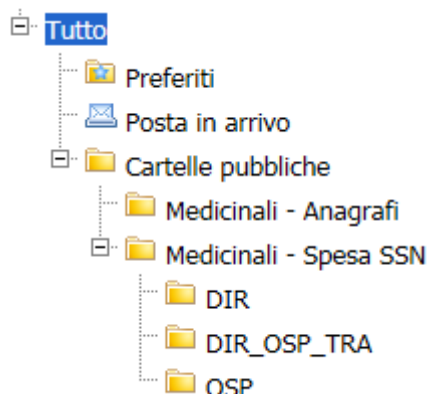 Tutto
Preferiti
Posta in arrivo
Cartelle pubbliche
Medicinali - Anagrafi
Medicinali - Spesa SSN
DIR
DIR_OSP_TRA
OSP